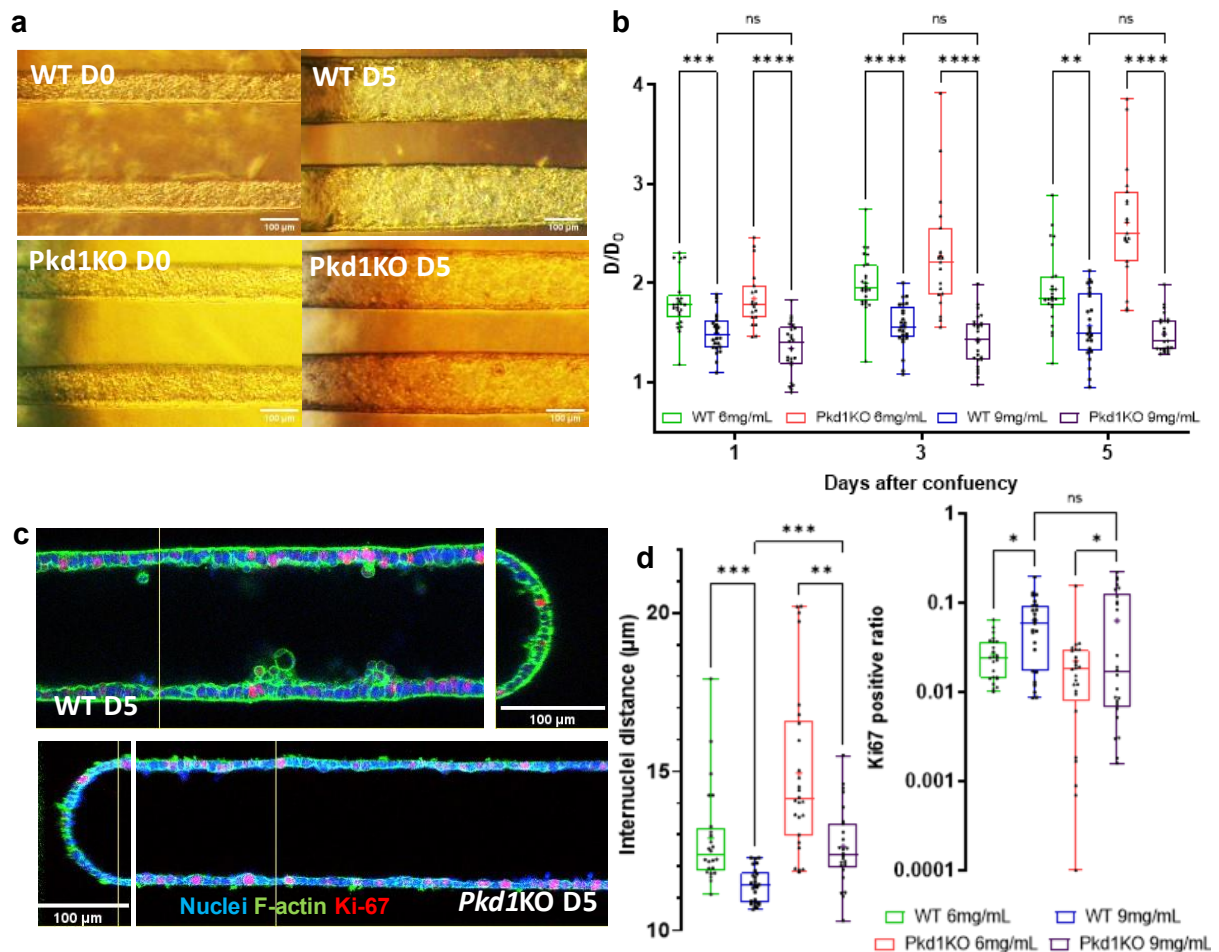 a
WT D0
100 µm
WT D5
100 µm
Pkd1KO D0
100 µm
Pkd1KO D5
100 µm
b
ns
ns
ns
*** **** **** **** ** ****
4
3
2
1
D/D0
WT 6mg/mL Pkd1KO 6mg/mL WT 9mg/mL Pkd1KO 9mg/mL
1 3 5
Days after confuency
c
WT D5
100 µm
100 µm
Nuclei F-actin Ki-67
Pkd1KO D5
d
***
*** **
20
15
10
Internuclei distance (µm)
ns
* *
1
0.1
0.01
0.001
0.0001
Ki67 positive ratio
WT 6mg/mL WT 9mg/mL
Pkd1KO 6mg/mL Pkd1KO 9mg/mL